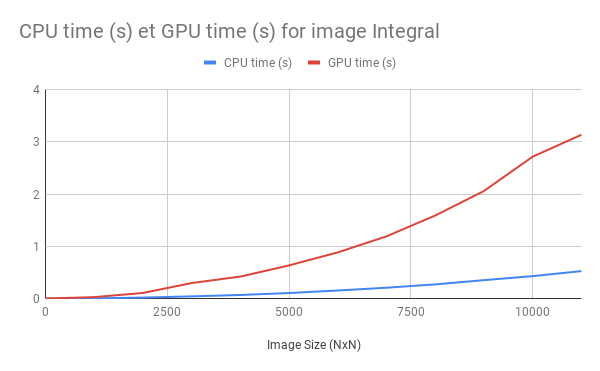 CPU time (s) et GPU time (s) for image Integral
CPU time (s) GPU time (s)
4
3
2
1
0
0 2500 5000 7500 10000
Image Size (NxN)